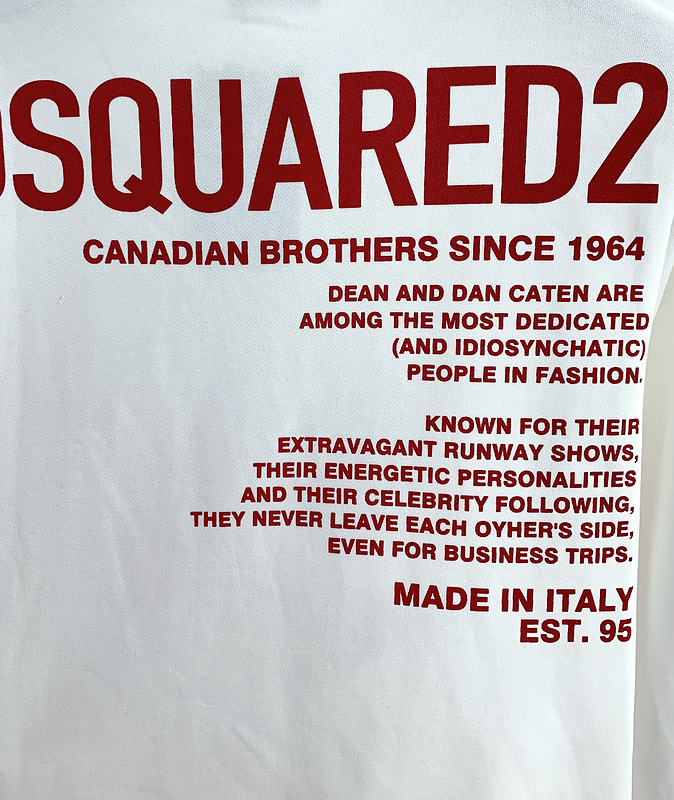 DSQUARED2
CANADIAN BROTHERS SINCE 1964
DEAN AND DAN CATEN ARE
AMONG THE MOST DEDICATED
(AND IDIOSYNCHATIC)
PEOPLE IN FASHION.
KNOWN FOR THEIR
EXTRAVAGANT RUNWAY SHOWS,
THEIR ENERGETIC PERSONALITIES
AND THEIR CELEBRITY FOLLOWING,
THEY NEVER LEAVE EACH OYHER'S SIDE,
EVEN FOR BUSINESS TRIPS.
MADE IN ITALY
EST. 95